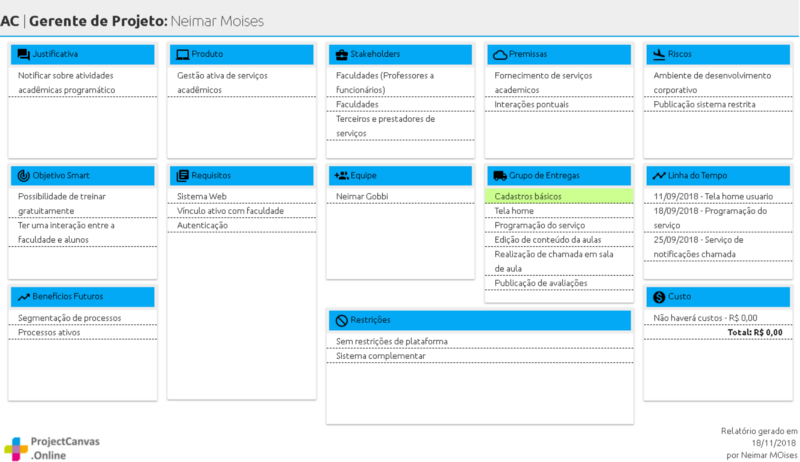 AC | Gerente de Projeto: Neimar Moises
Justificativa
Notificar sobre atividades
acadêmicas programático
Produto
Gestão ativa de serviços
acadêmicos
Stakeholders
Faculdades (Professores a
funcionários)
Faculdades
Terceiros e prestadores de
serviços
Premissas
Fornecimento de serviços
academicos
Interações pontuais
Riscos
Ambiente de desenvolvimento
corporativo
Publicação sistema restrita
Objetivo Smart
Possibilidade de treinar
gratuitamente
Ter uma interação entre a
faculdade e alunos
Requisitos
Sistema Web
Vínculo ativo com faculdade
Autenticação
Equipe
Neimar Gobbi
Grupo de Entregas
Cadastros básicos
Tela home
Programação do serviço
Edição de conteúdo da aulas
Realização de chamada em sala
de aula
Publicação de avaliações
Linha do Tempo
11/09/2018 - Tela home usuario
18/09/2018 - Programação do
serviço
25/09/2018 - Serviço de
notificações chamada
Benefícios Futuros
Segmentação de processos
Processos ativos
Restrições
Sem restrições de plataforma
Sistema complementar
Custo
Não haverá custos - R$ 0,00
Total: R$ 0,00
ProjectCanvas
.Online
Relatório gerado em
18/11/2018
por Neimar MOises